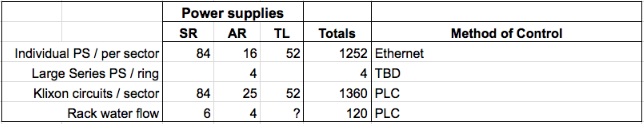 Power supplies
SR AR TL Totals Method of Control
Individual PS / per sector 84 16 52 1252 Ethernet
Large Series PS / ring 4 4 TBD
Klixon circuits / sector 84 25 52 1360 PLC
Rack water flow 6 4 ? 120 PLC